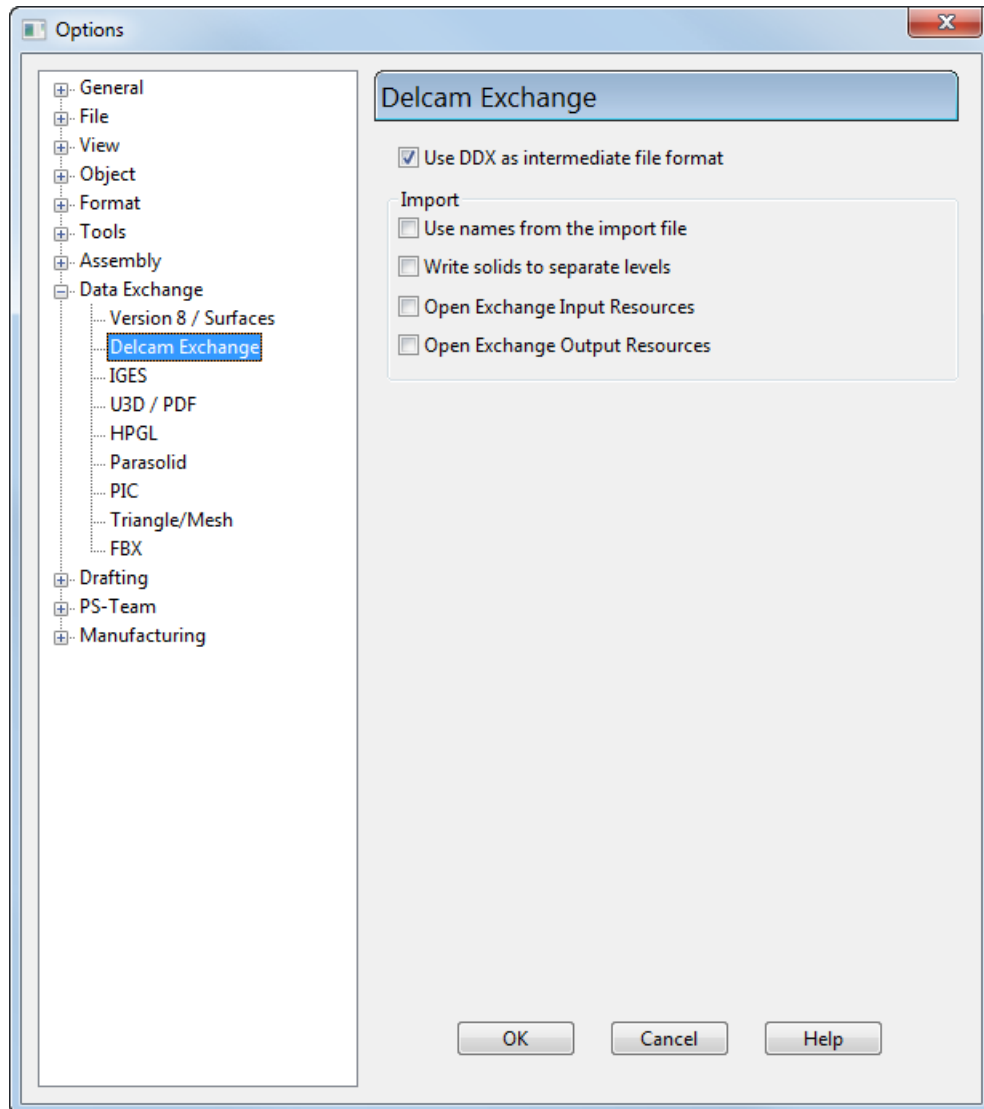 Options
General
File
View
Object
Format
Tools
Assembly
Data Exchange
Version 8 / Surfaces
Delcam Exchange
IGES
U3D / PDF
HPGL
Parasolid
PIC
Triangle/Mesh
FBX
Drafting
PS-Team
Manufacturing
Delcam Exchange
Use DDX as intermediate file format
Import
Use names from the import file
Write solids to separate levels
Open Exchange Input Resources
Open Exchange Output Resources
OK Cancel Help